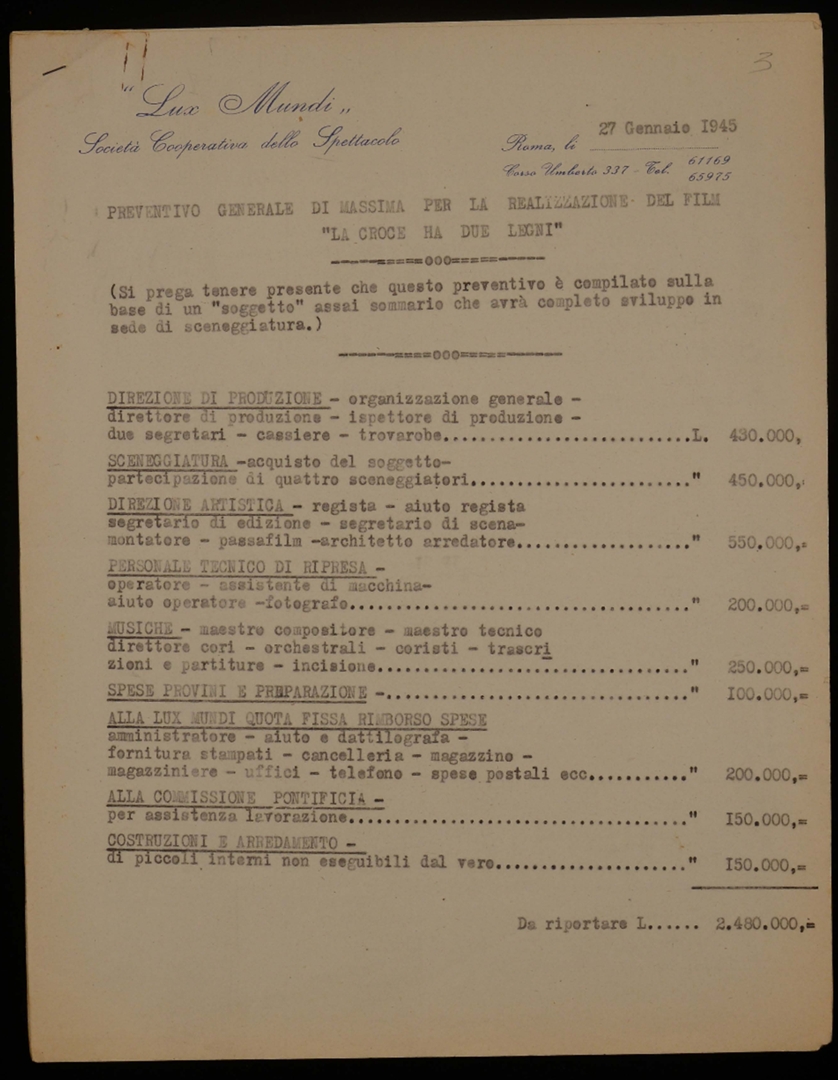 3
"Lux Mundi„
Società Cooperativa dello Spettacolo
Roma, lì 27 Gennaio I945
Corso Umberto 337 - Tel. 61169
65975
PREVENTIVO GENERALE DI MASSIMA PER LA REALIZZAZIONE DEL FILM
"LA CROCE HA DUE LEGNI"
------=====ooo=====------
(Si prega tenere presente che questo preventivo è compilato sulla
base di un "soggetto" assai sommario che avrà completo sviluppo in
sede di sceneggiatura.)
------=====ooo=====------
DIREZIONE DI PRODUZIONE - organizzazione generale -
direttore di produzione - ispettore di produzione -
due segretari - cassiere - trovarobe...........................L. 430.000,
SCENEGGIATURA -acquisto del soggetto-
partecipazione di quattro sceneggiatori........................" 450.000,
DIREZIONE ARTISTICA - regista - aiuto regista
segretario di edizione - segretario di scena-
montatore - passafilm -architetto arredatore..................." 550.000,=
PERSONALE TECNICO DI RIPRESA -
operatore - assistente di macchina-
aiuto operatore -fotografo....................................." 200.000,=
MUSICHE - maestro compositore - maestro tecnico
direttore cori - orchestrali - coristi - trascri
zioni e partiture - incisione.................................." 250.000,=
SPESE PROVINI E PREPARAZIONE -................................." I00.000,=
ALLA LUX MUNDI QUOTA FISSA RIMBORSO SPESE
amministratore - aiuto e dattilografa -
fornitura stampati - cancelleria - magazzino -
magazziniere - uffici - telefono - spese postali ecc..........." 200.000,=
ALLA COMMISSIONE PONTIFICIA -
per assistenza lavorazione....................................." I50.000,=
COSTRUZIONI E ARREDAMENTO -
di piccoli interni non eseguibili dal vero....................." I50.000,=
Da riportare L...... 2.480.000,=